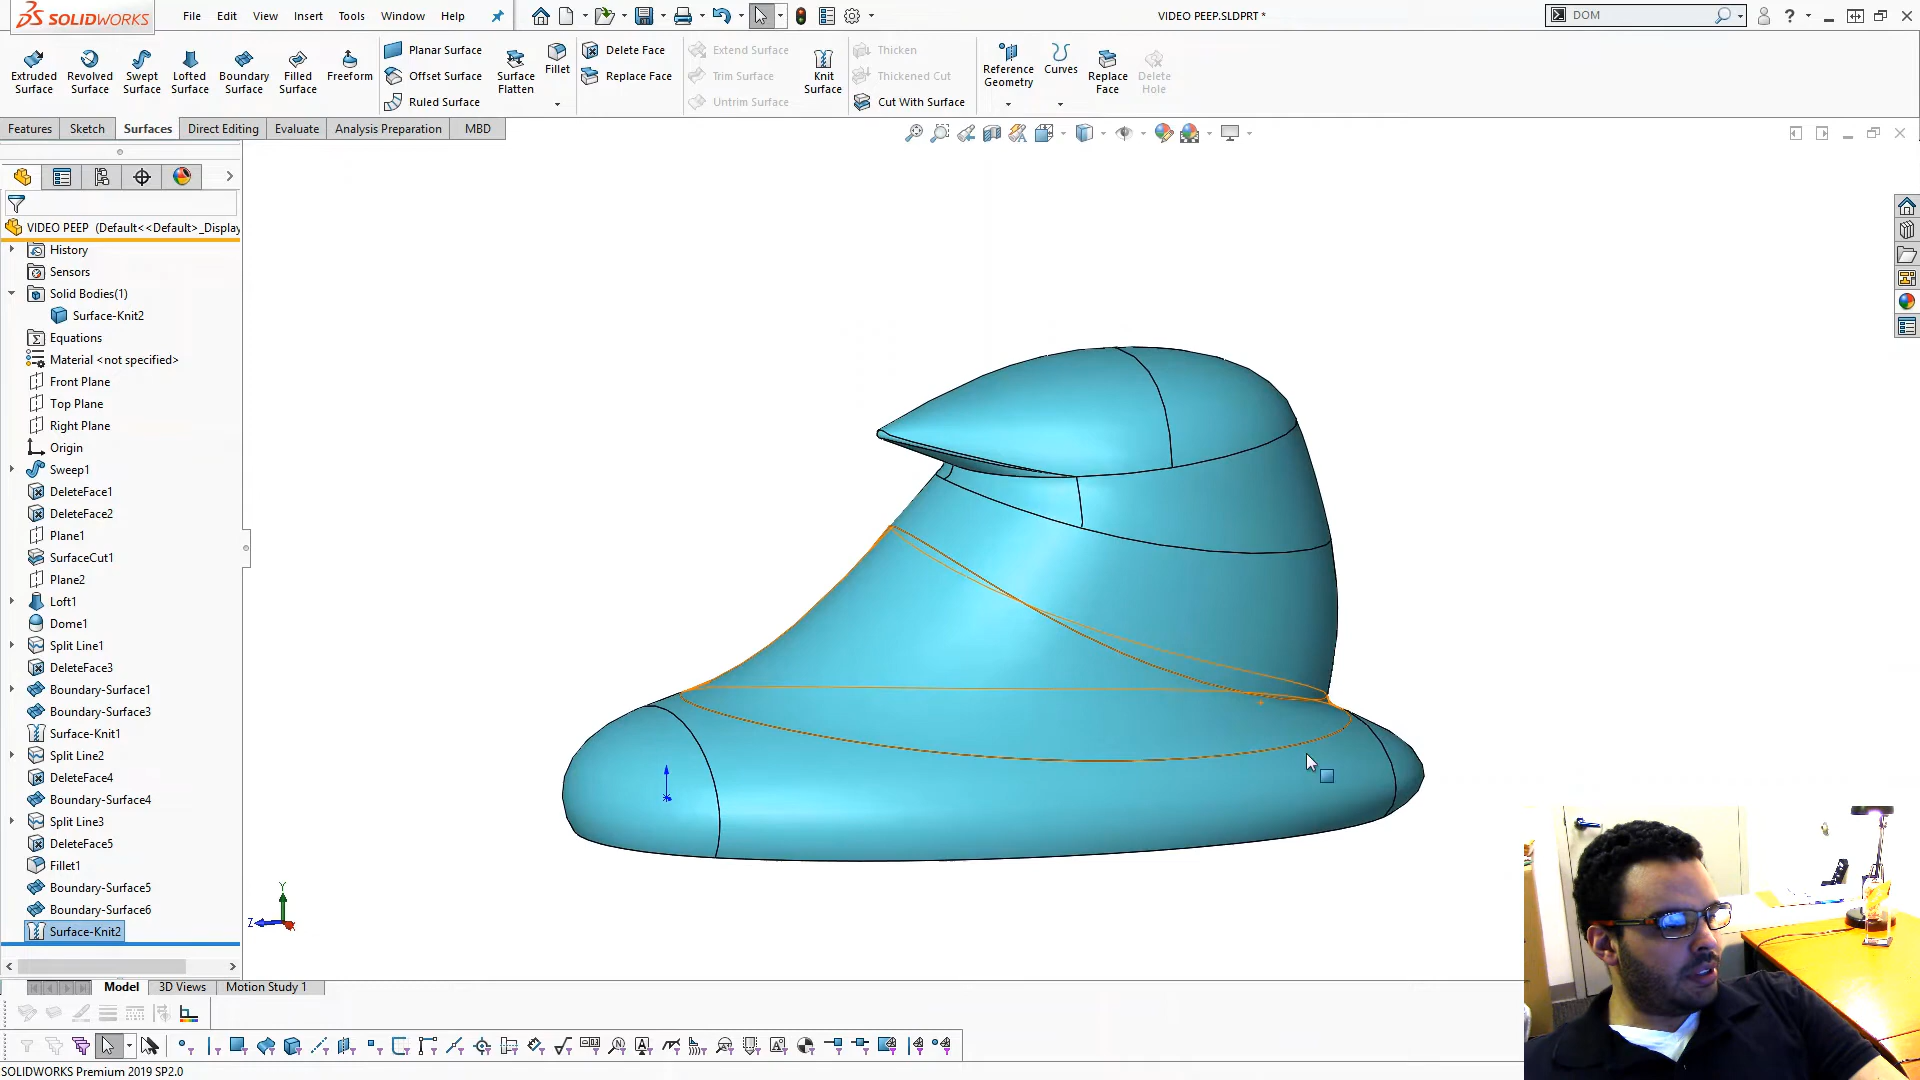 SOLIDWORKS
File Edit View Insert Tools Window Help
VIDEO PEEP.SLDPRT *
DOM
Extruded Surface
Revolved Surface
Swept Surface
Lofted Surface
Boundary Surface
Filled Surface
Freeform
Planar Surface
Offset Surface
Ruled Surface
Surface Flatten
Fillet
Delete Face
Replace Face
Extend Surface
Trim Surface
Untrim Surface
Knit Surface
Thicken
Thickened Cut
Cut With Surface
Reference Geometry
Curves
Replace Face
Delete Hole
Features Sketch Surfaces Direct Editing Evaluate Analysis Preparation MBD
VIDEO PEEP (Default<<Default>_Display
History
Sensors
Solid Bodies(1)
Surface-Knit2
Equations
Material <not specified>
Front Plane
Top Plane
Right Plane
Origin
Sweep1
DeleteFace1
DeleteFace2
Plane1
SurfaceCut1
Plane2
Loft1
Dome1
Split Line1
DeleteFace3
Boundary-Surface1
Boundary-Surface3
Surface-Knit1
Split Line2
DeleteFace4
Boundary-Surface4
Split Line3
DeleteFace5
Fillet1
Boundary-Surface5
Boundary-Surface6
Surface-Knit2
Y
Z
Model 3D Views Motion Study 1
SOLIDWORKS Premium 2019 SP2.0